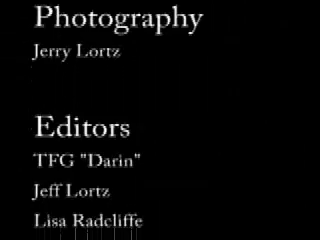 Photography
Jerry Lortz
Editors
TFG "Darin"
Jeff Lortz
Lisa Radcliffe